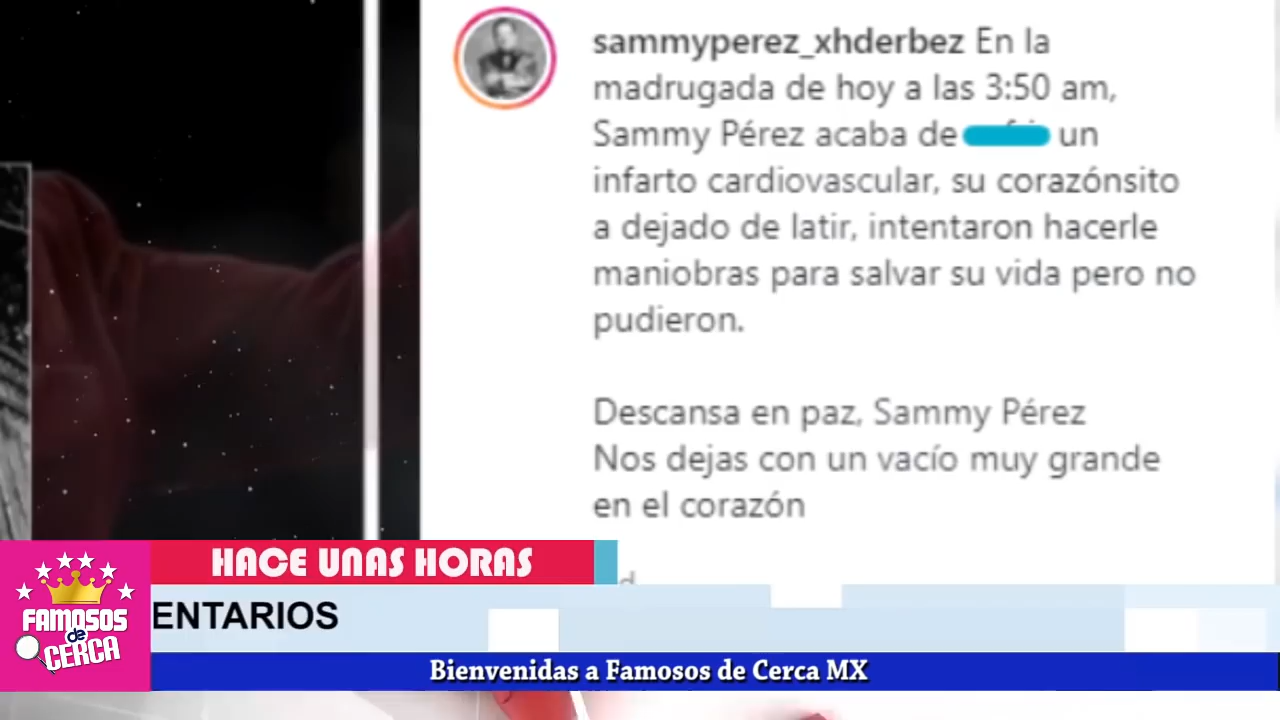 sammyperez_xhderbez En la
madrugada de hoy a las 3:50 am,
Sammy Pérez acaba de un
infarto cardiovascular, su corazónsito
a dejado de latir, intentaron hacerle
maniobras para salvar su vida pero no
pudieron.
Descansa en paz, Sammy Pérez
Nos dejas con un vacío muy grande
en el corazón
HACE UNAS HORAS
ENTARIOS
FAMOSOS
de
CERCA
Bienvenidas a Famosos de Cerca MX